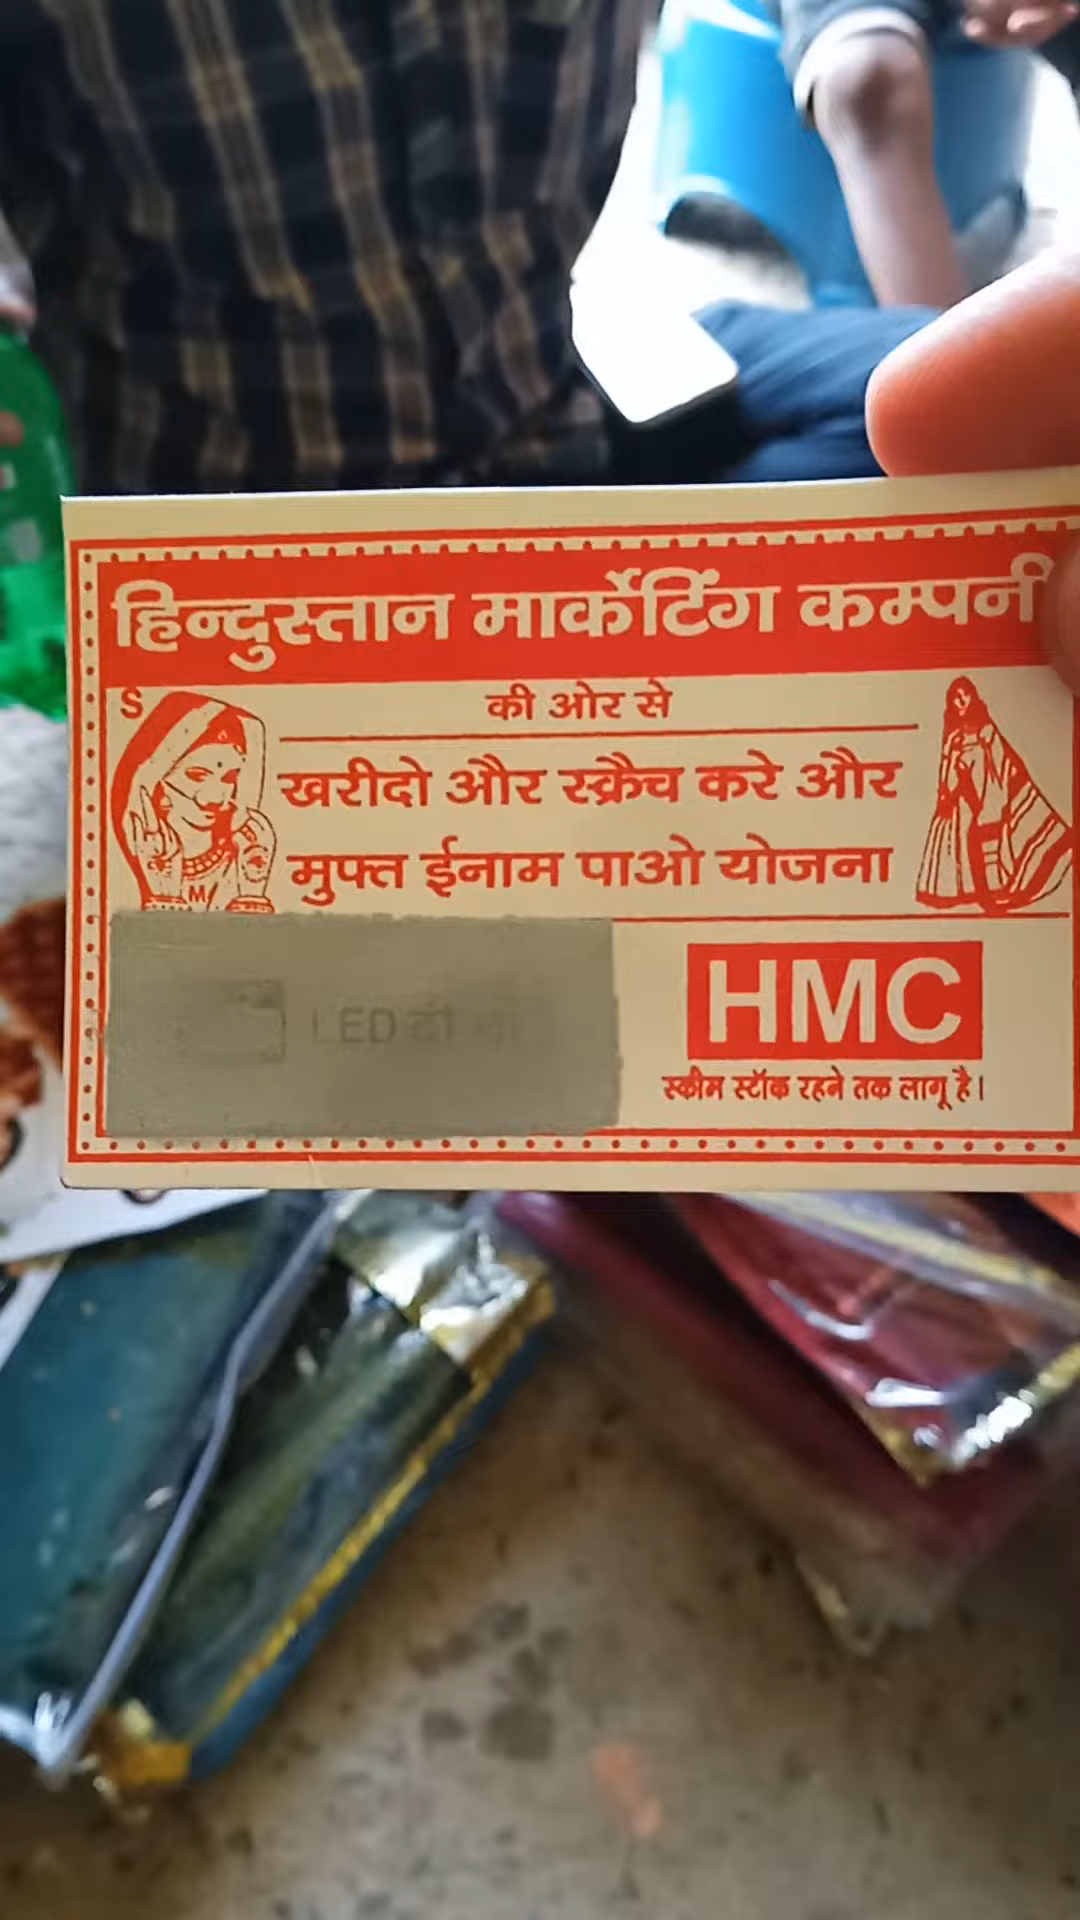 हिन्दुस्तान मार्केटिंग कम्पनी
S
की ओर से
खरीदो और स्क्रैच करे और
मुफ्त ईनाम पाओ योजना
M
LED टी
HMC
स्कीम स्टॉक रहने तक लागू है।